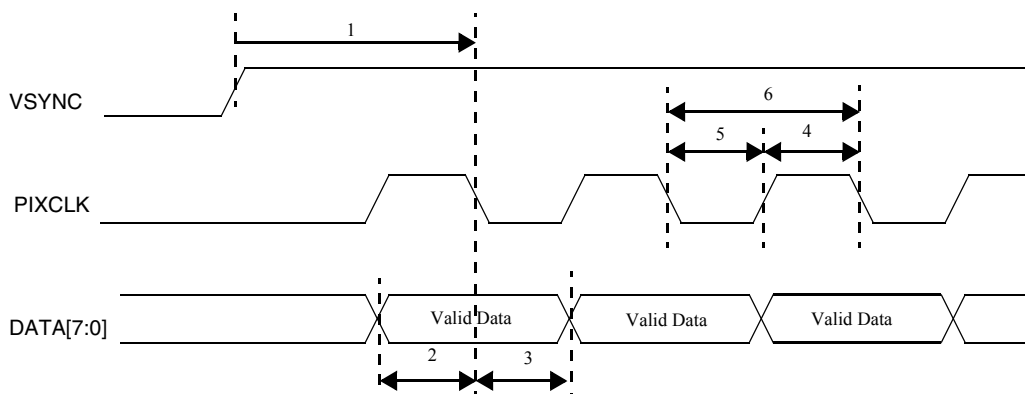 1
VSYNC
6
5 4
PIXCLK
DATA[7:0] Valid Data Valid Data Valid Data
2 3